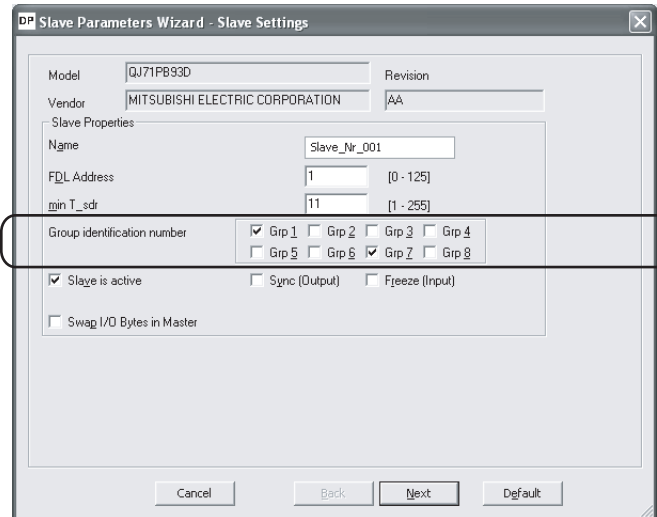 DP Slave Parameters Wizard - Slave Settings
Model QJ71PB93D Revision
Vendor MITSUBISHI ELECTRIC CORPORATION AA
Slave Properties
Name Slave_Nr_001
FDL Address 1 [0 - 125]
min T_sdr 11 [1 - 255]
Group identification number Grp 1 Grp 2 Grp 3 Grp 4
Grp 5 Grp 6 Grp 7 Grp 8
Slave is active Sync (Output) Freeze (Input)
Swap I/O Bytes in Master
Cancel Back Next Default